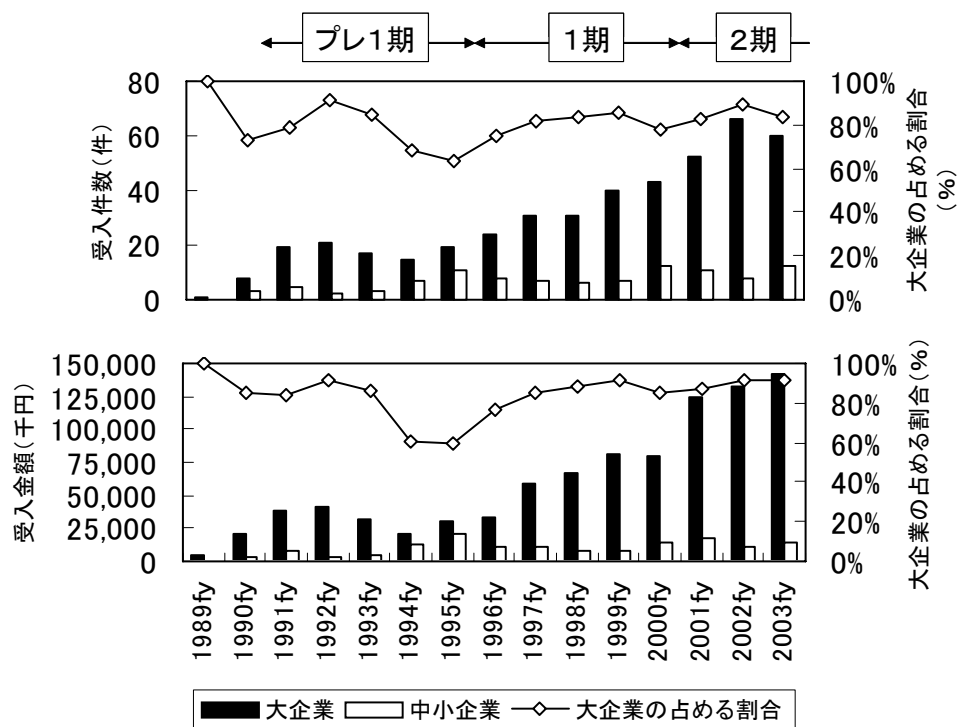 プレ1期
1期
2期
受入件数(件)
80
60
40
20
0
100%
80%
60%
40%
20%
0%
大企業の占める割合
(%)
受入金額(千円)
150,000
125,000
100,000
75,000
50,000
25,000
0
100%
80%
60%
40%
20%
0%
大企業の占める割合(%)
1989fy
1990fy
1991fy
1992fy
1993fy
1994fy
1995fy
1996fy
1997fy
1998fy
1999fy
2000fy
2001fy
2002fy
2003fy
大企業 中小企業 大企業の占める割合